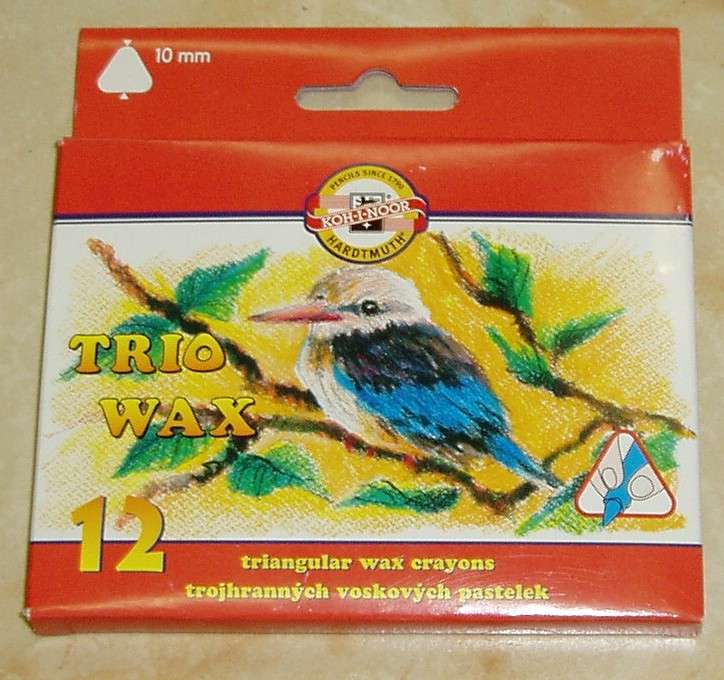 10 mm
PENCILS SINCE 1790
KOH-I-NOOR
HARDTMUTH
TRIO
WAX
12
triangular wax crayons
trojhranných voskových pastelek